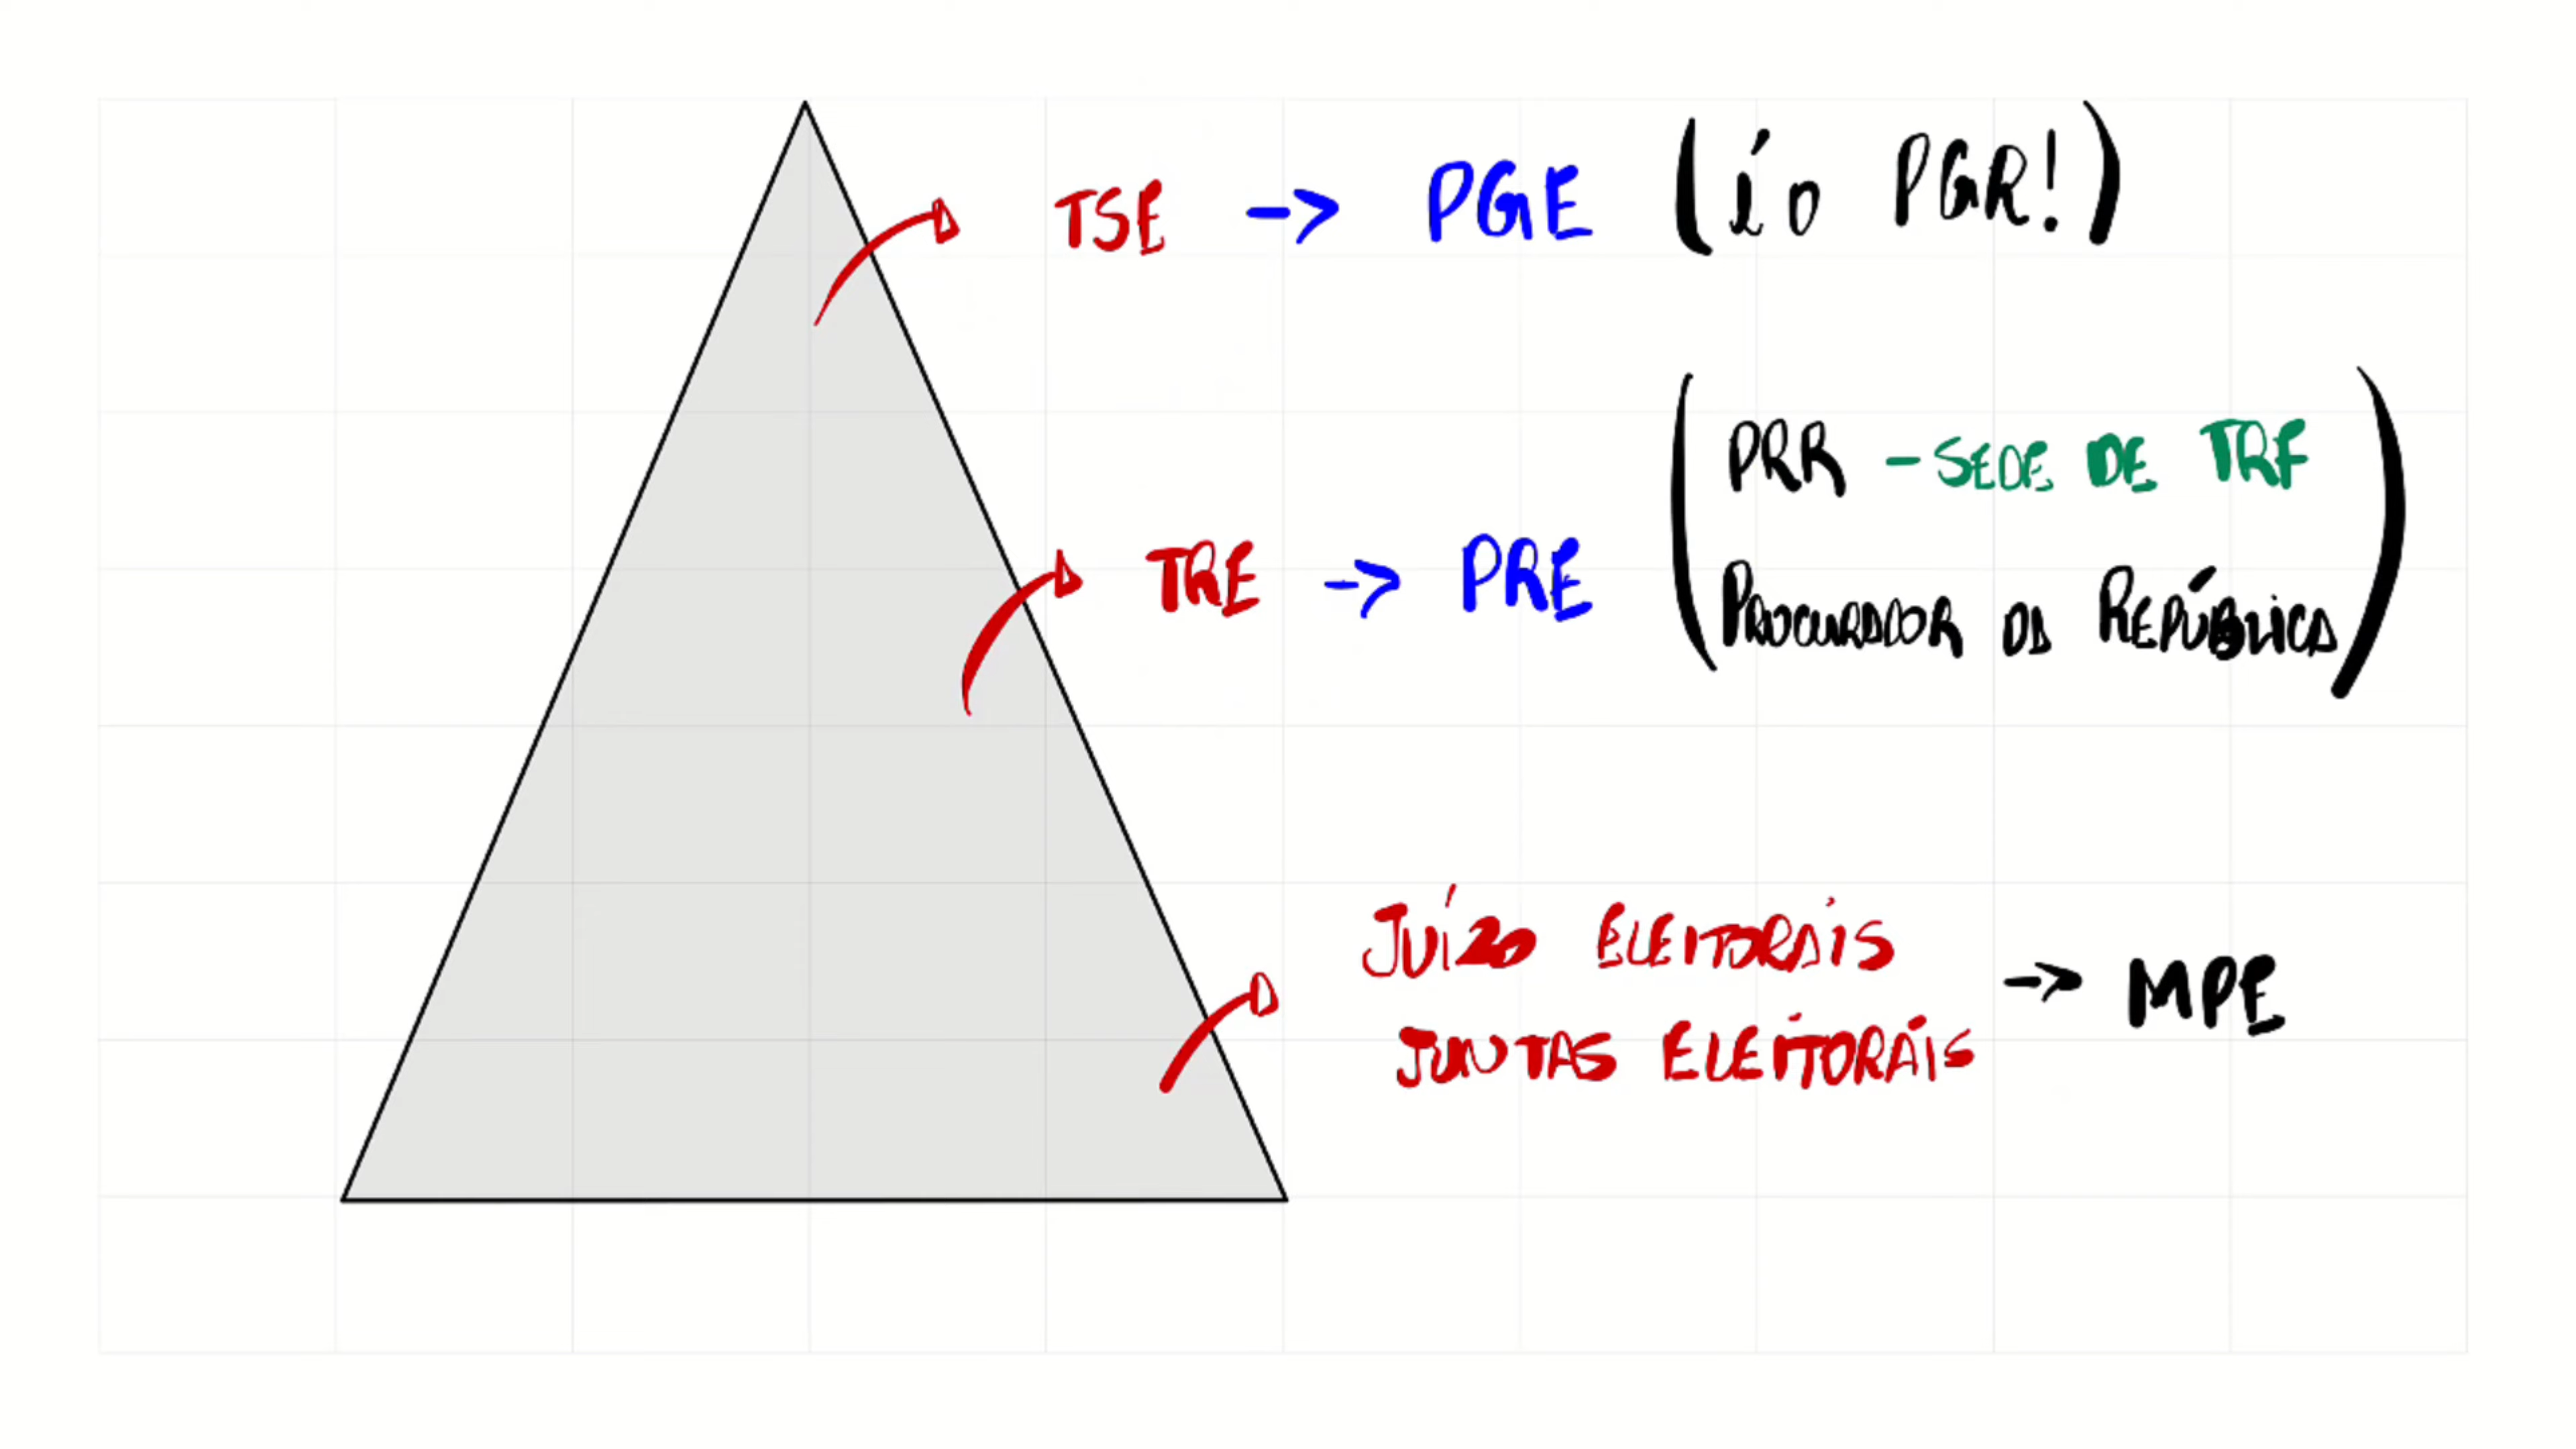 TSE -> PGE (é o PGR!)
(PRR - SEDE DE TRF
TRE -> PRE
PROCURADOR DA REPÚBLICA)
JUÍZO ELEITORAIS
-> MPE
JUNTAS ELEITORAIS